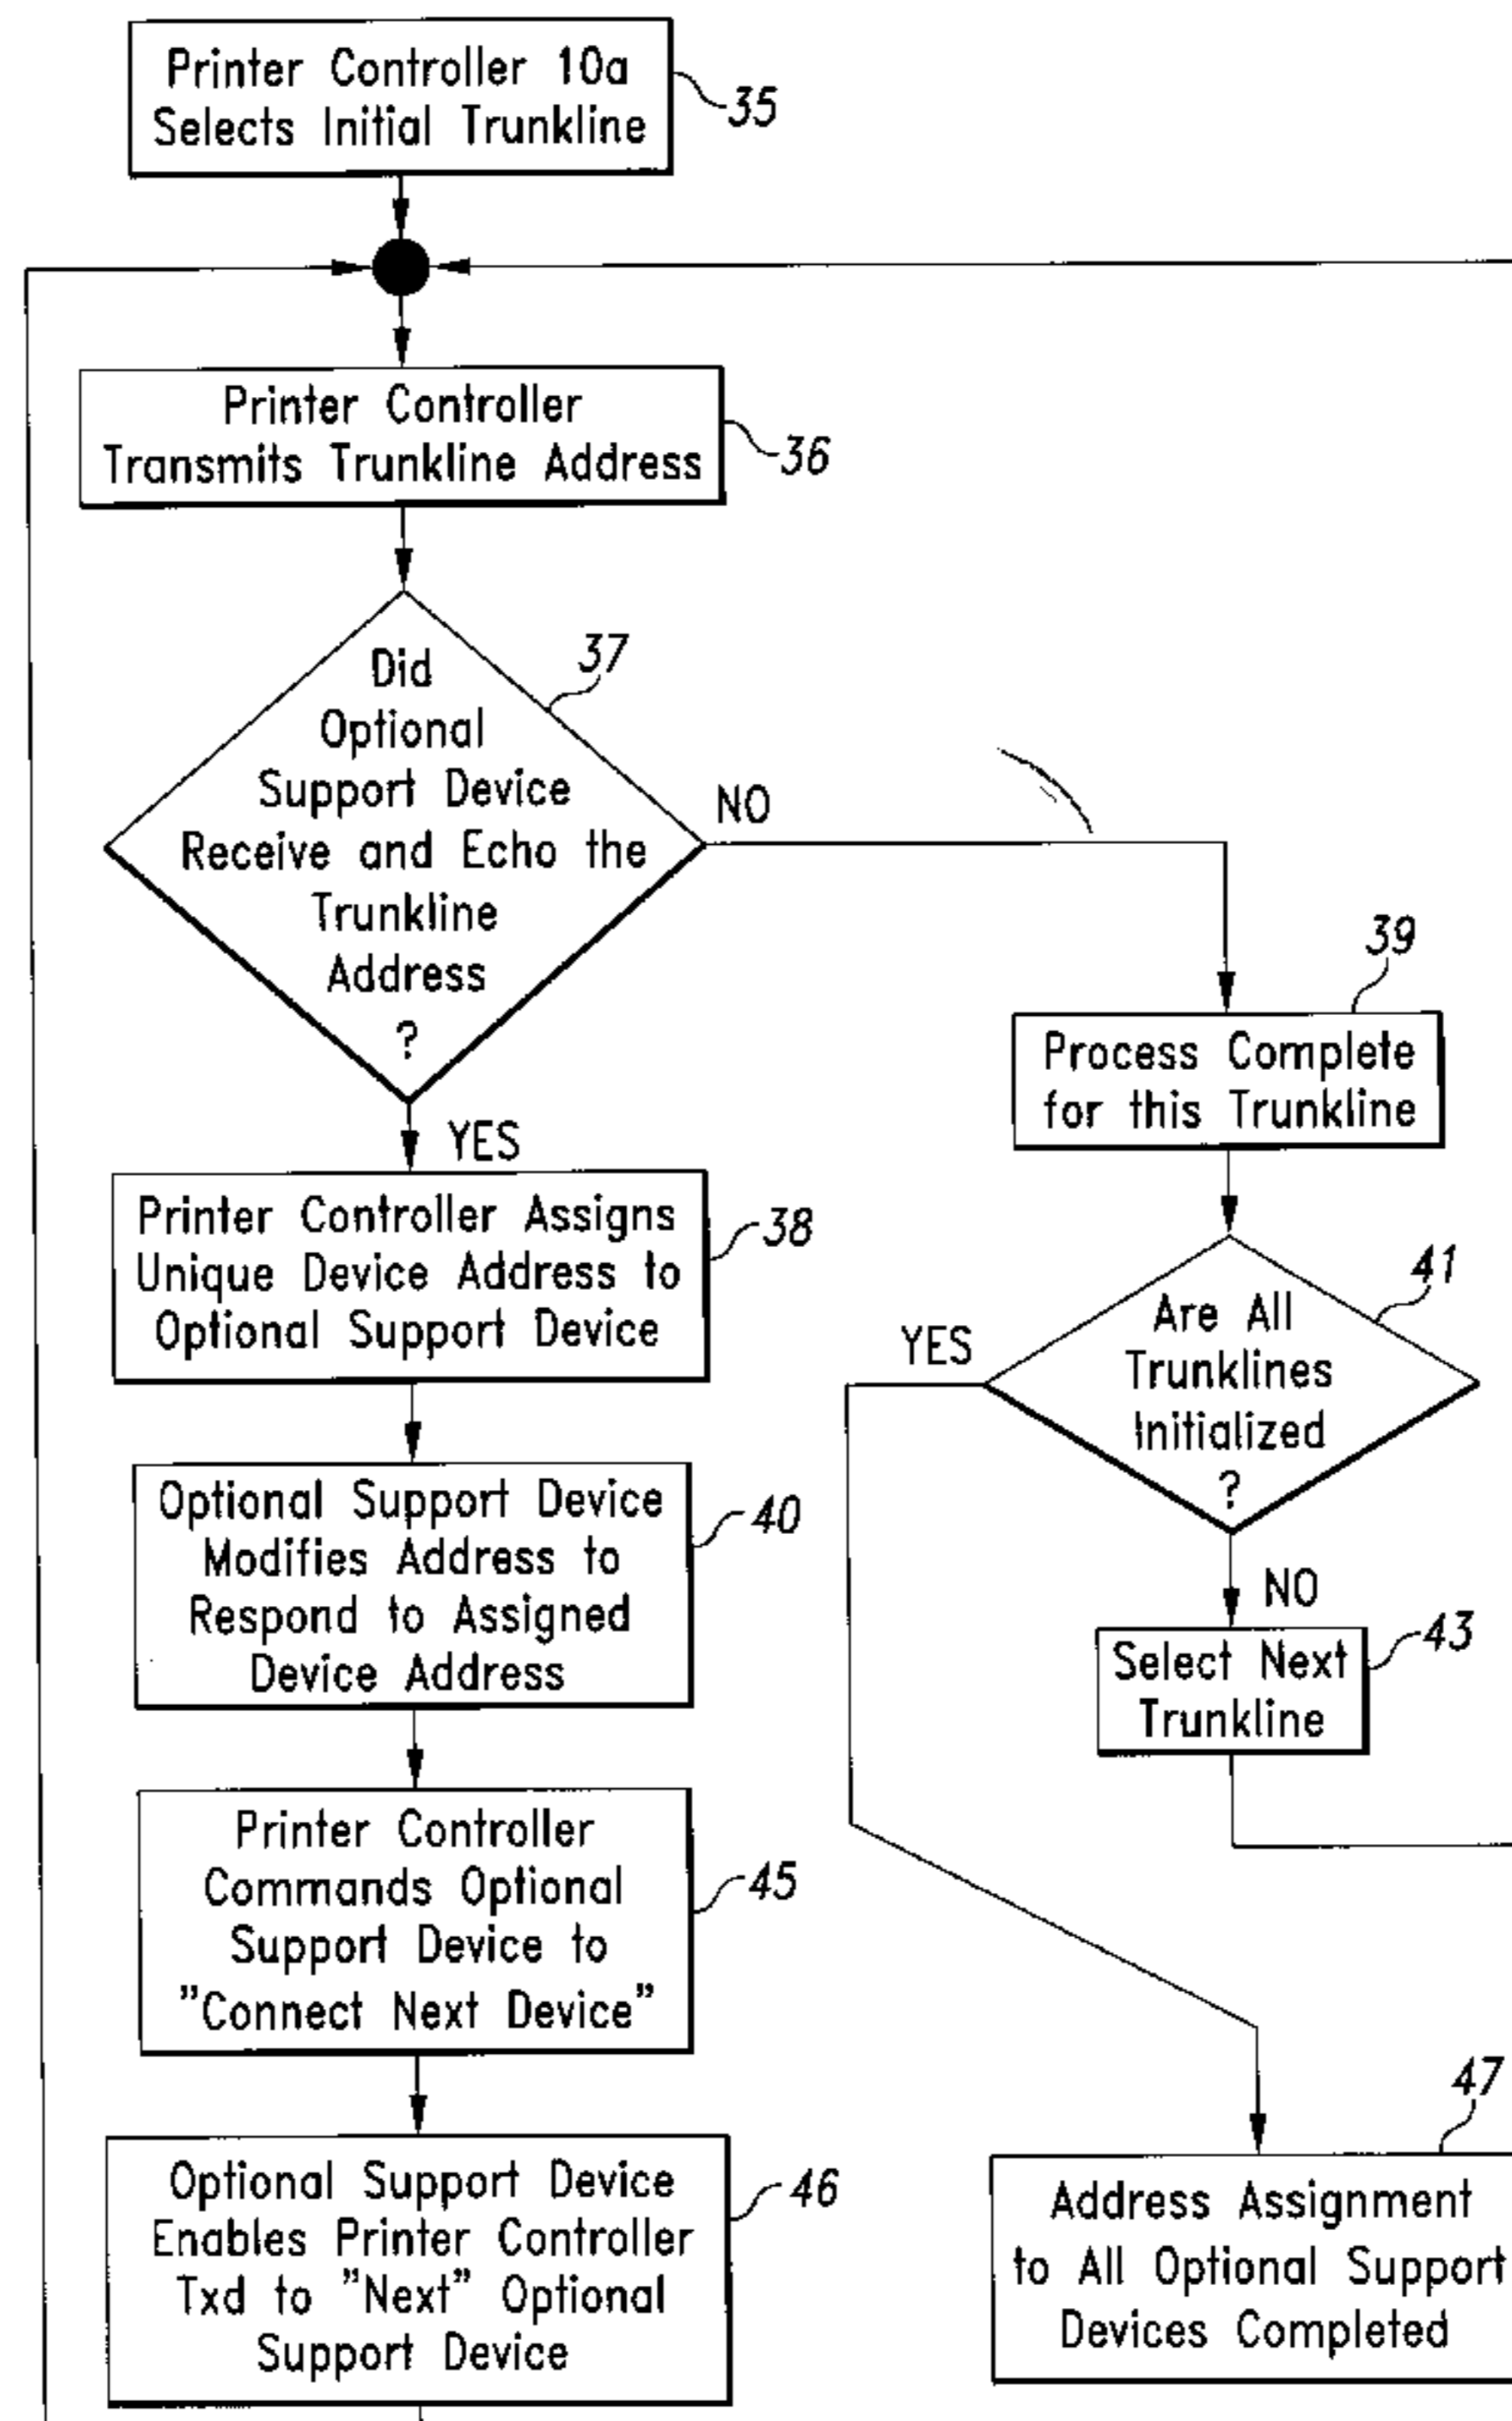 Printer Controller 10a
Selects Initial Trunkline
35
Printer Controller
Transmits Trunkline Address
36
Did
Optional
Support Device
Receive and Echo the
Trunkline
Address
?
37
NO
YES
Printer Controller Assigns
Unique Device Address to
Optional Support Device
38
Optional Support Device
Modifies Address to
Respond to Assigned
Device Address
40
Printer Controller
Commands Optional
Support Device to
"Connect Next Device"
45
Optional Support Device
Enables Printer Controller
Txd to "Next" Optional
Support Device
46
39
Process Complete
for this Trunkline
41
Are All
Trunklines
Initialized
?
YES
NO
Select Next
Trunkline
43
47
Address Assignment
to All Optional Support
Devices Completed